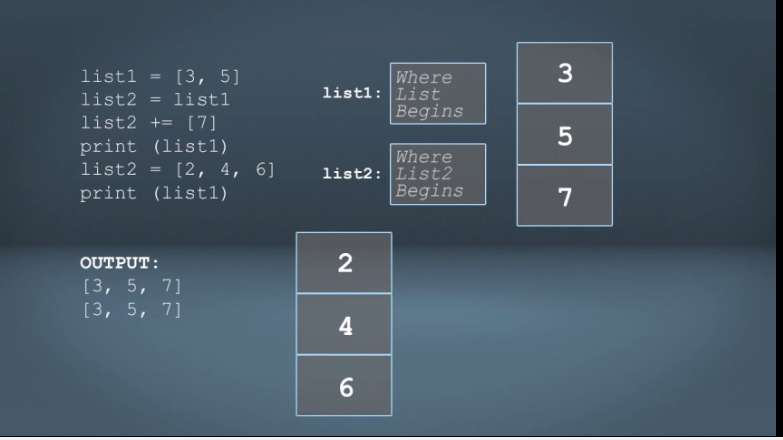 list1 = [3, 5]
list2 = list1
list2 += [7]
print (list1)
list2 = [2, 4, 6]
print (list1)
list1:
Where
List
Begins
list2:
Where
List2
Begins
3
5
7
OUTPUT:
[3, 5, 7]
[3, 5, 7]
2
4
6